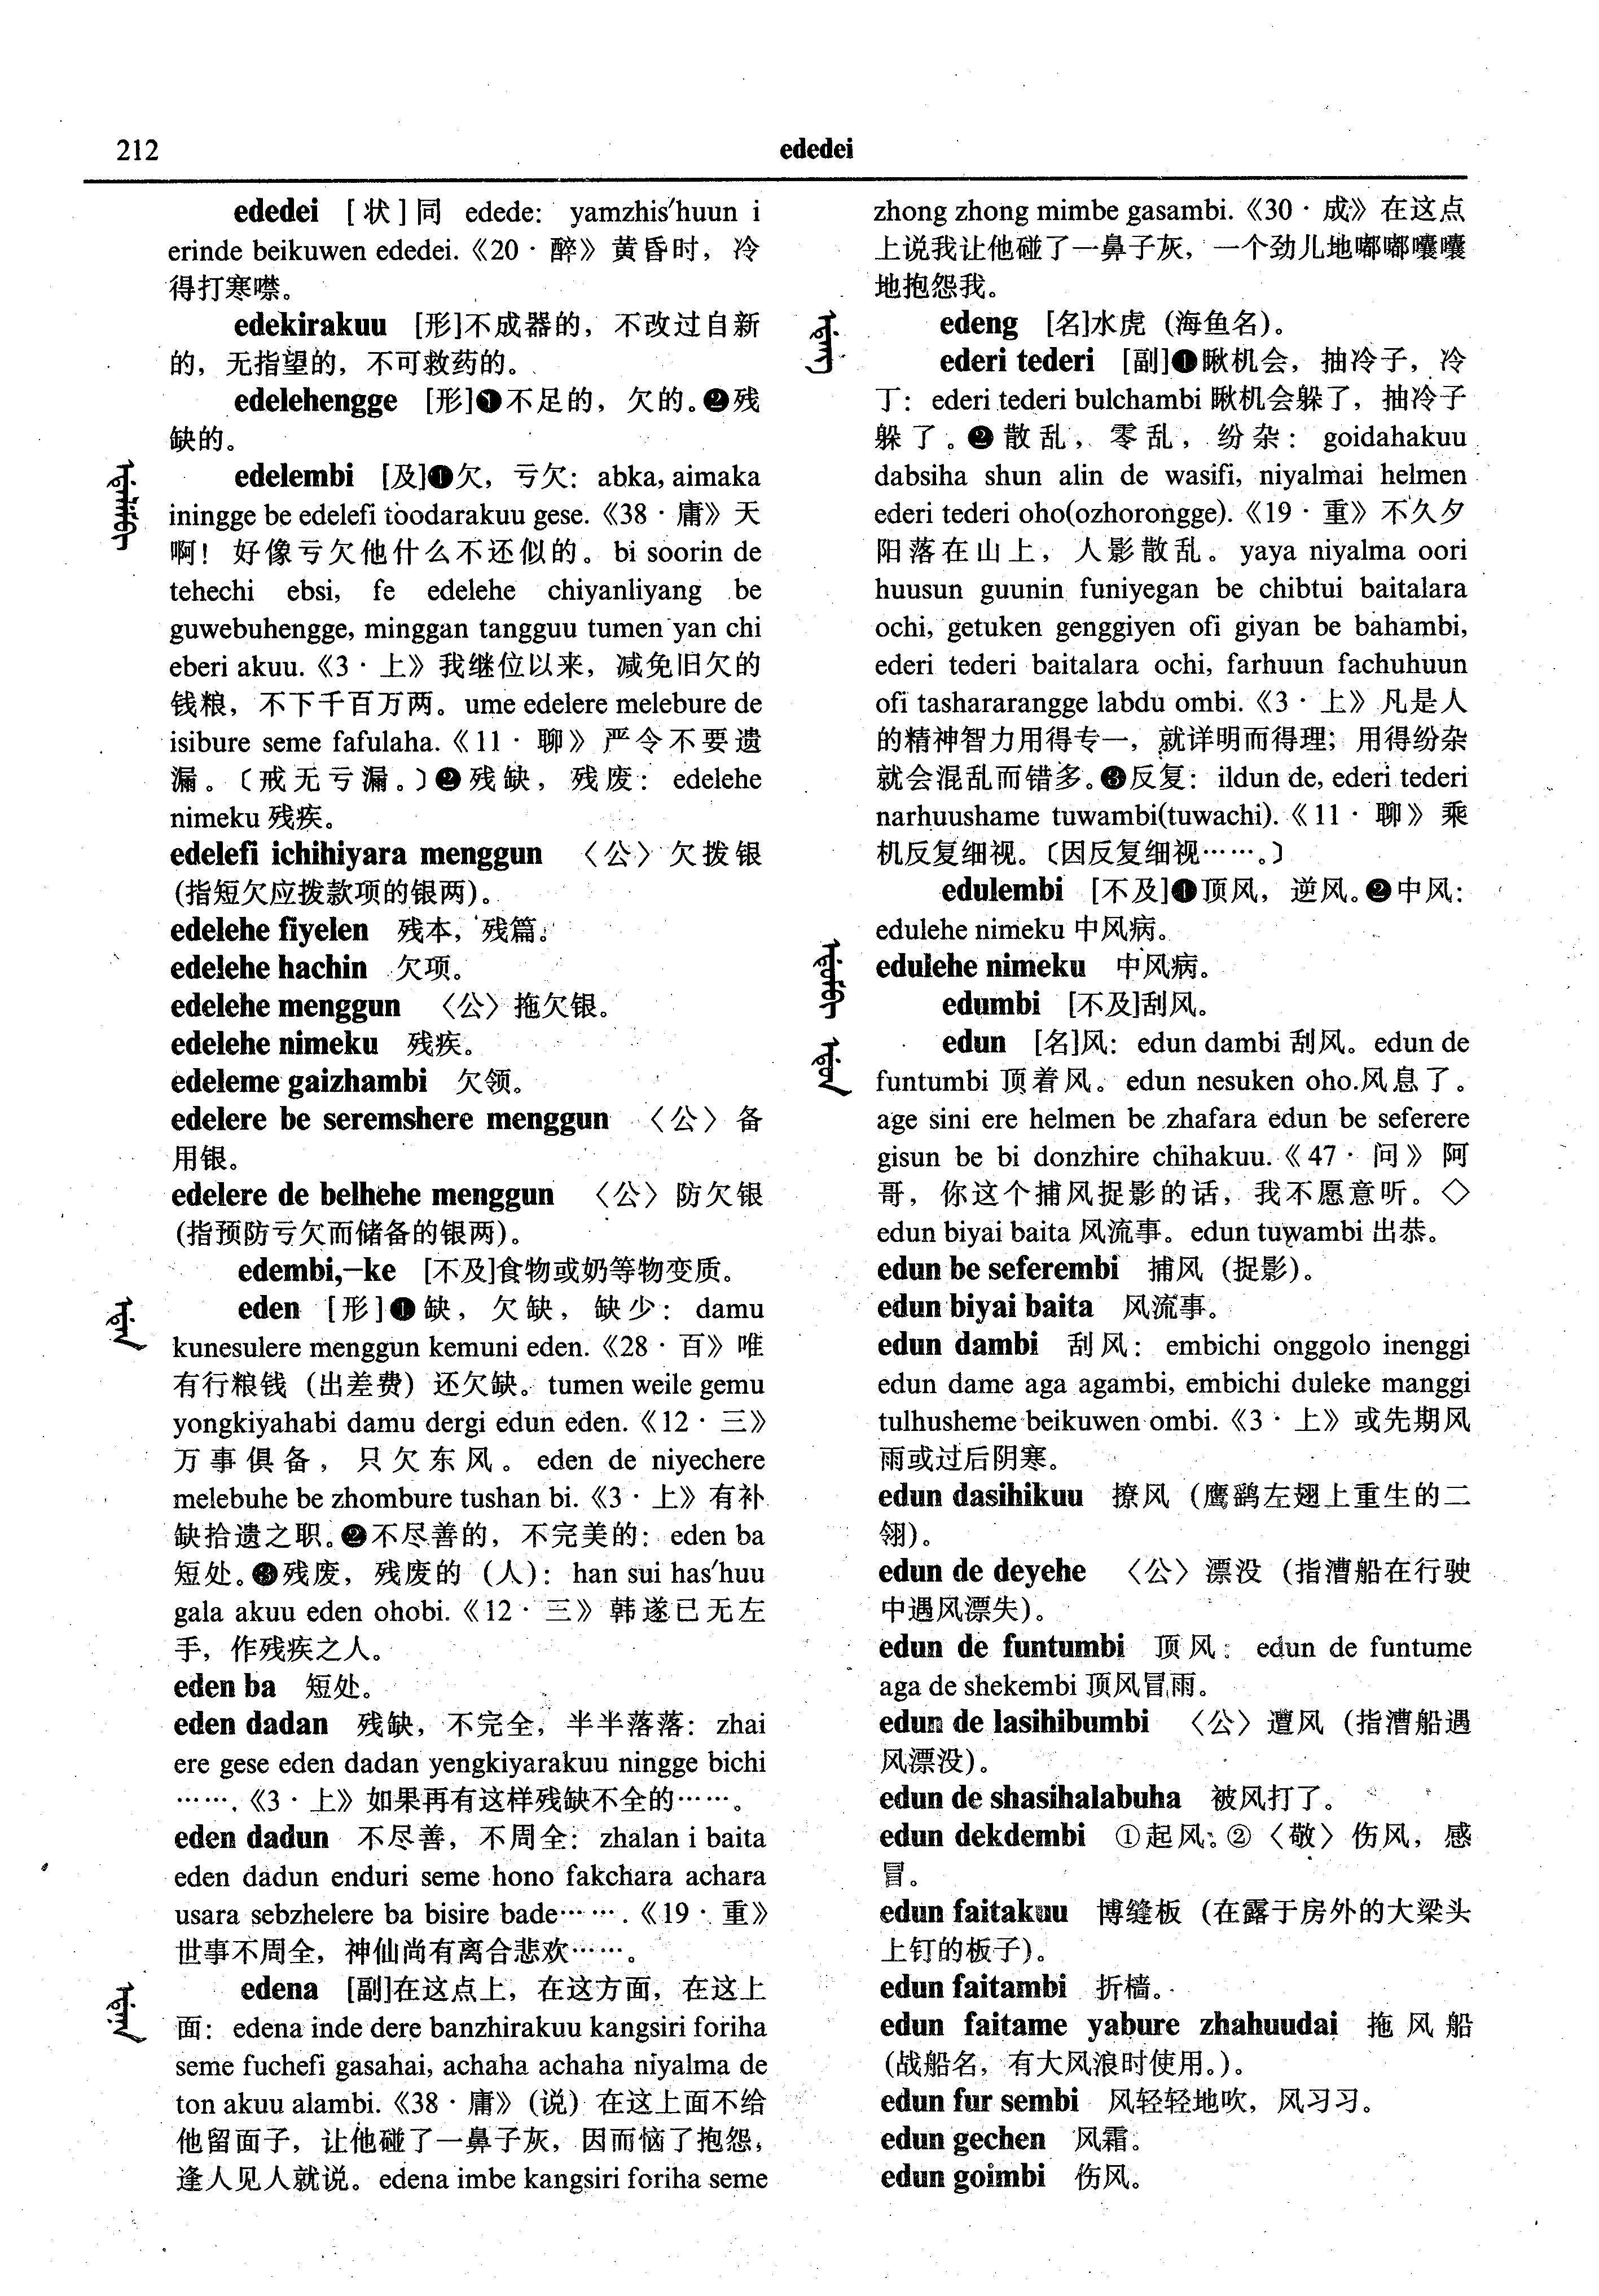 212
ededei
ededei [状]同 edede: yamzhis'huun i
erinde beikuwen ededei.《20·醉》黄昏时，冷
得打寒噤。
edekirakuu [形]不成器的，不改过自新
的，无指望的，不可救药的。
edelehengge [形]❶不足的，欠的。❷残
缺的。
edelembi [及]❶欠，亏欠：abka, aimaka
iningge be edelefi toodarakuu gese.《38·庸》天
啊！好像亏欠他什么不还似的。bi soorin de
tehechi ebsi, fe edelehe chiyanliyang be
guwebuhengge, minggan tangguu tumen yan chi
eberi akuu.《3·上》我继位以来，减免旧欠的
钱粮，不下千百万两。ume edelere melebure de
isibure seme fafulaha.《11·聊》严令不要遗
漏。〔戒无亏漏。〕❷残缺，残废：edelehe
nimeku 残疾。
edelefi ichihiyara menggun 〈公〉欠拨银
(指短欠应拨款项的银两)。
edelehe fiyelen 残本，残篇。
edelehe hachin 欠项。
edelehe menggun 〈公〉拖欠银。
edelehe nimeku 残疾。
edeleme gaizhambi 欠领。
edelere be seremshere menggun 〈公〉备
用银。
edelere de belhehe menggun 〈公〉防欠银
(指预防亏欠而储备的银两)。
edembi,-ke [不及]食物或奶等物变质。
eden [形]❶缺，欠缺，缺少：damu
kunesulere menggun kemuni eden.《28·百》唯
有行粮钱（出差费）还欠缺。tumen weile gemu
yongkiyahabi damu dergi edun eden.《12·三》
万事俱备，只欠东风。eden de niyechere
melebuhe be zhombure tushan bi.《3·上》有补
缺拾遗之职。❷不尽善的，不完美的：eden ba
短处。❸残废，残废的（人）：han sui has'huu
gala akuu eden ohobi.《12·三》韩遂已无左
手，作残疾之人。
eden ba 短处。
eden dadan 残缺，不完全，半半落落：zhai
ere gese eden dadan yengkiyarakuu ningge bichi
…….《3·上》如果再有这样残缺不全的……。
eden dadun 不尽善，不周全：zhalan i baita
eden dadun enduri seme hono fakchara achara
usara sebzhelere ba bisire bade…….《19·重》
世事不周全，神仙尚有离合悲欢……。
edena [副]在这点上，在这方面，在这上
面：edena inde dere banzhirakuu kangsiri foriha
seme fuchefi gasahai, achaha achaha niyalma de
ton akuu alambi.《38·庸》(说) 在这上面不给
他留面子，让他碰了一鼻子灰，因而恼了抱怨，
逢人见人就说。edena imbe kangsiri foriha seme
zhong zhong mimbe gasambi.《30·成》在这点
上说我让他碰了一鼻子灰，一个劲儿地嘟嘟囔囔
地抱怨我。
edeng [名]水虎（海鱼名）。
ederi tederi [副]❶瞅机会，抽冷子，冷
丁：ederi tederi bulchambi 瞅机会躲了，抽冷子
躲了。❷散乱，零乱，纷杂：goidahakuu
dabsiha shun alin de wasifi, niyalmai helmen
ederi tederi oho(ozhorongge).《19·重》不久夕
阳落在山上，人影散乱。yaya niyalma oori
huusun guunin funiyegan be chibtui baitalara
ochi, getuken genggiyen ofi giyan be bahambi,
ederi tederi baitalara ochi, farhuun fachuhuun
ofi tashararangge labdu ombi.《3·上》凡是人
的精神智力用得专一，就详明而得理；用得纷杂
就会混乱而错多。❸反复：ildun de, ederi tederi
narhuushame tuwambi(tuwachi).《11·聊》乘
机反复细视。〔因反复细视……。〕
edulembi [不及]❶顶风，逆风。❷中风：
edulehe nimeku 中风病。
edulehe nimeku 中风病。
edumbi [不及]刮风。
edun [名]风：edun dambi 刮风。edun de
funtumbi 顶着风。edun nesuken oho.风息了。
age sini ere helmen be zhafara edun be seferere
gisun be bi donzhire chihakuu.《47·问》阿
哥，你这个捕风捉影的话，我不愿意听。◇
edun biyai baita 风流事。edun tuwambi 出恭。
edun be seferembi 捕风（捉影）。
edun biyai baita 风流事。
edun dambi 刮风：embichi onggolo inenggi
edun dame aga agambi, embichi duleke manggi
tulhusheme beikuwen ombi.《3·上》或先期风
雨或过后阴寒。
edun dasihikuu 撩风（鹰鹞左翅上重生的二
翎）。
edun de deyehe 〈公〉漂没（指漕船在行驶
中遇风漂失）。
edun de funtumbi 顶风：edun de funtume
aga de shekembi 顶风冒雨。
edun de lasihibumbi 〈公〉遭风（指漕船遇
风漂没）。
edun de shasihalabuha 被风打了。
edun dekdembi ①起风。②〈敬〉伤风，感
冒。
edun faitakuu 博缝板（在露于房外的大梁头
上钉的板子）。
edun faitambi 折樯。
edun faitame yabure zhahuudai 拖风船
(战船名，有大风浪时使用。)。
edun fur sembi 风轻轻地吹，风习习。
edun gechen 风霜。
edun goimbi 伤风。